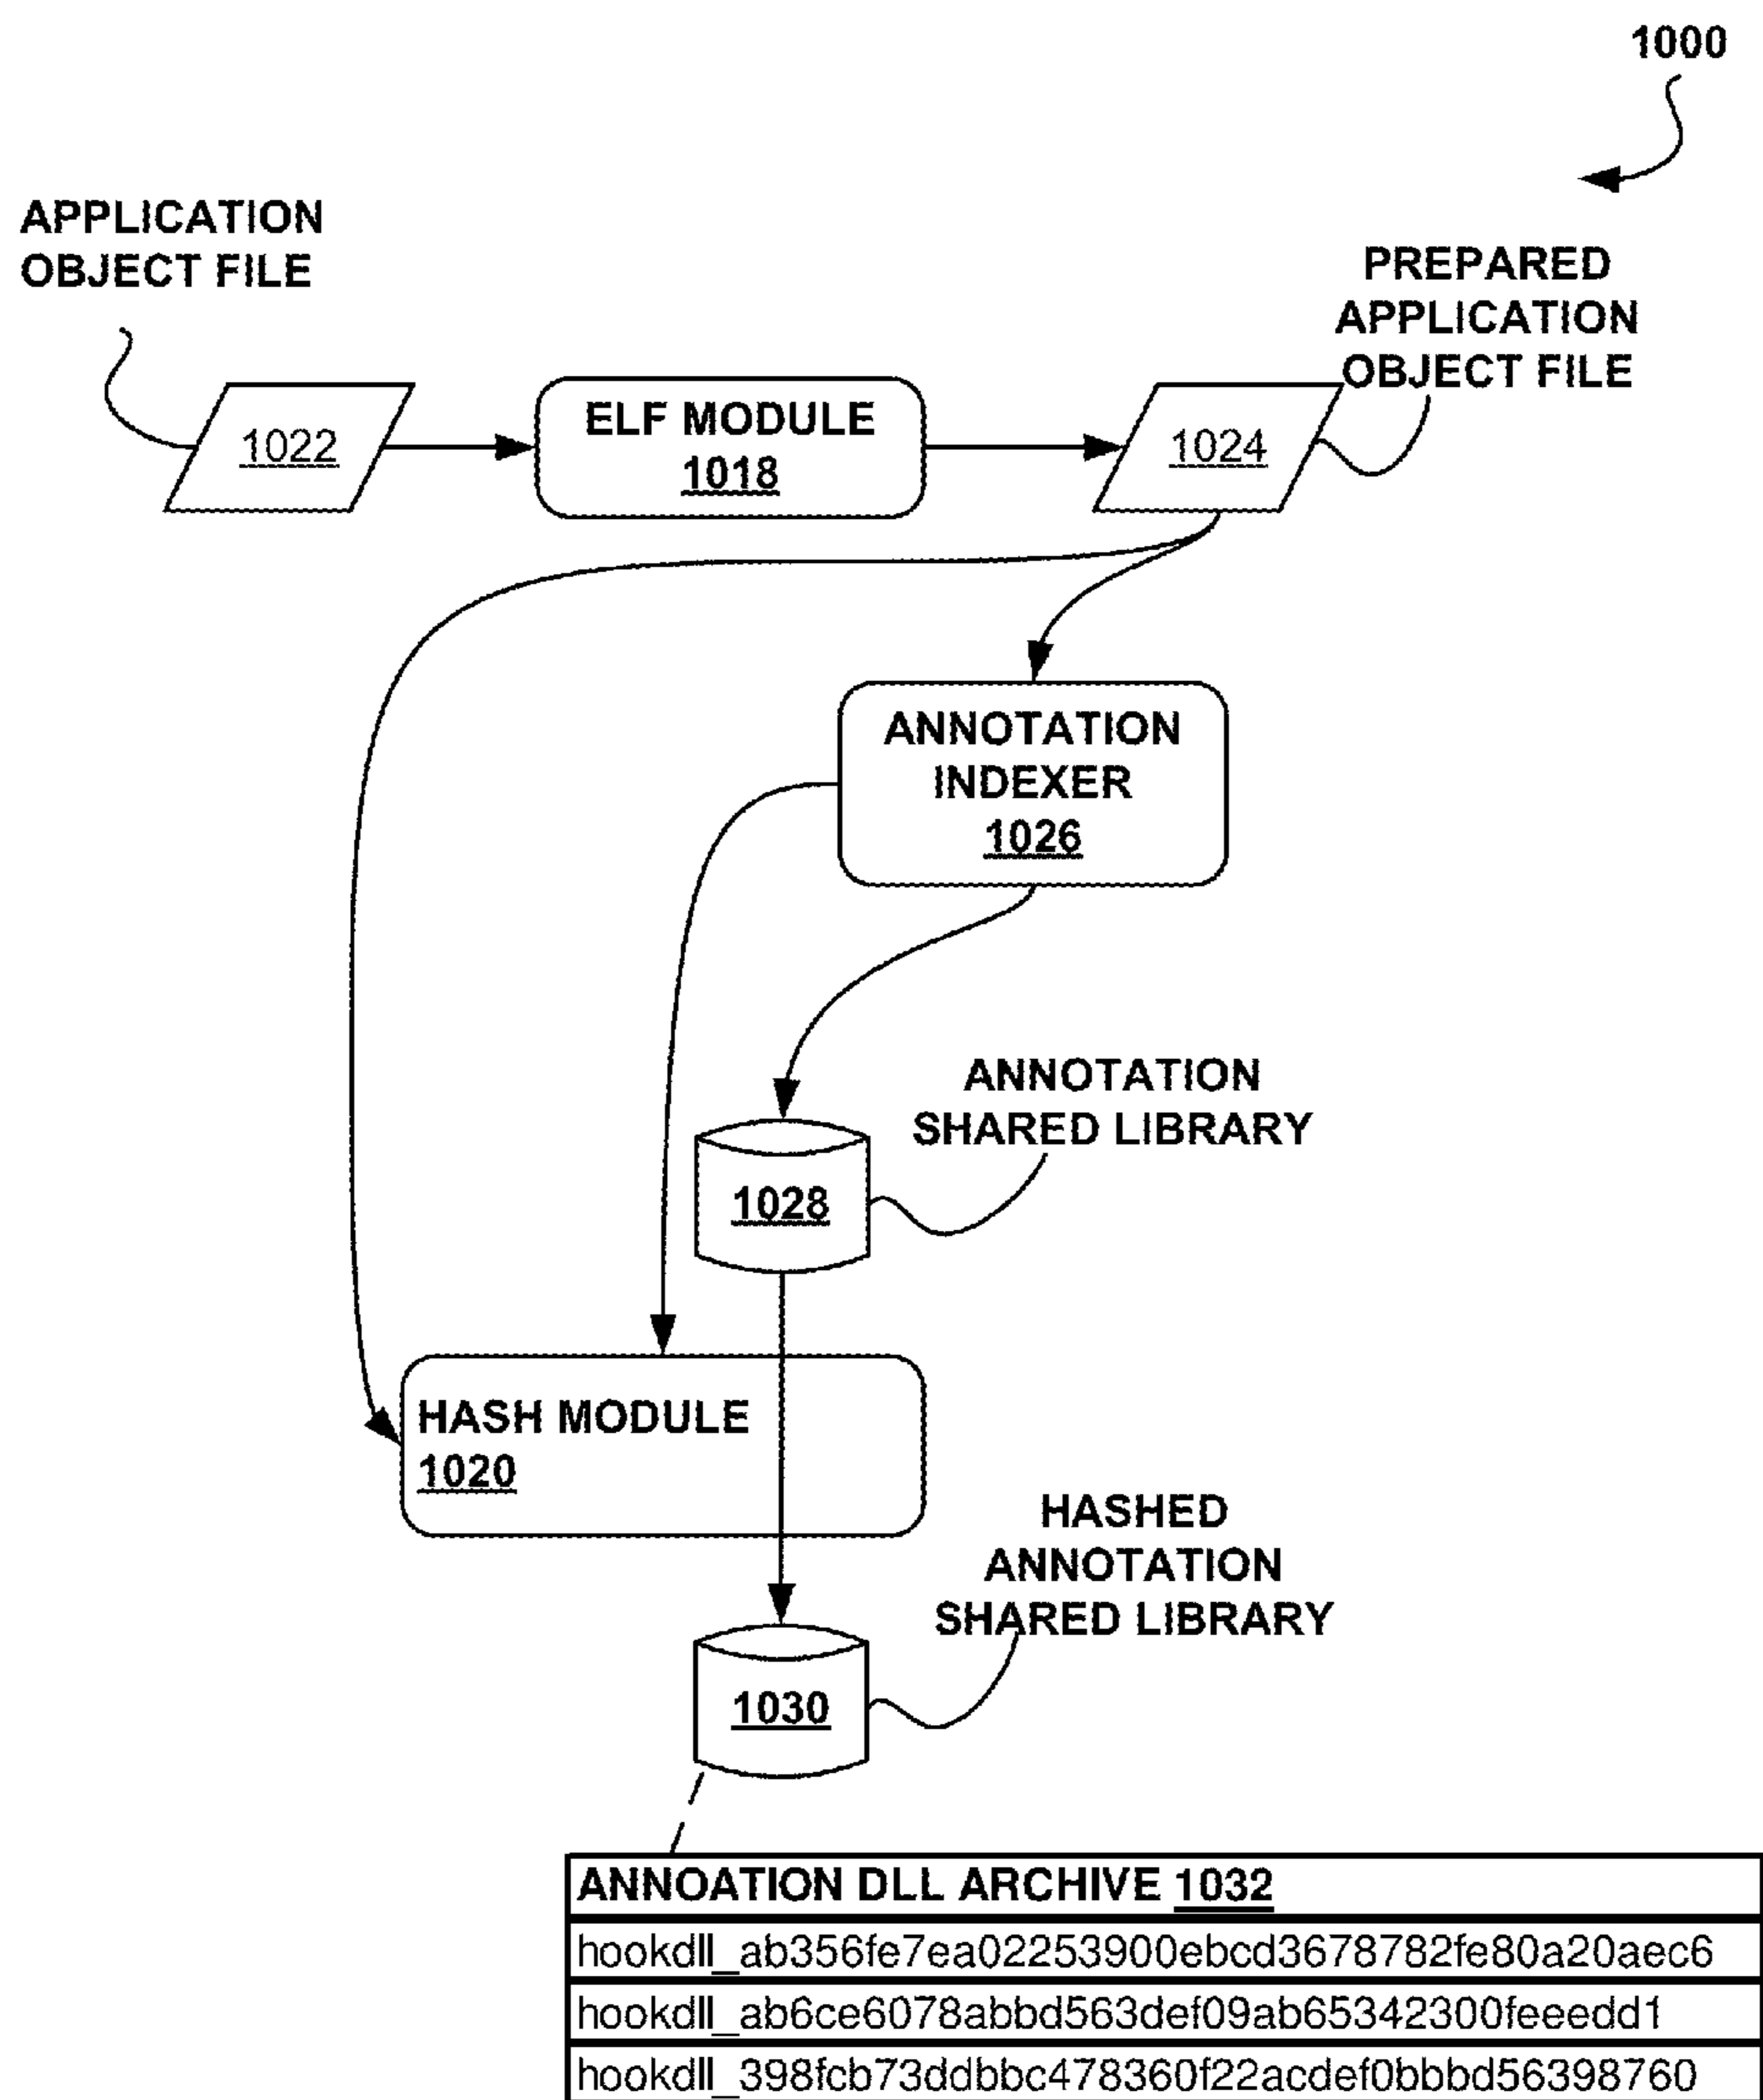 1000
APPLICATION
OBJECT FILE
PREPARED
APPLICATION
OBJECT FILE
1022
ELF MODULE
1018
1024
ANNOTATION
INDEXER
1026
ANNOTATION
SHARED LIBRARY
1028
HASH MODULE
1020
HASHED
ANNOTATION
SHARED LIBRARY
1030
ANNOATION DLL ARCHIVE 1032
hookdll_ab356fe7ea02253900ebcd3678782fe80a20aec6
hookdll_ab6ce6078abbd563def09ab65342300feeedd1
hookdll_398fcb73ddbbc478360f22acdef0bbbd56398760